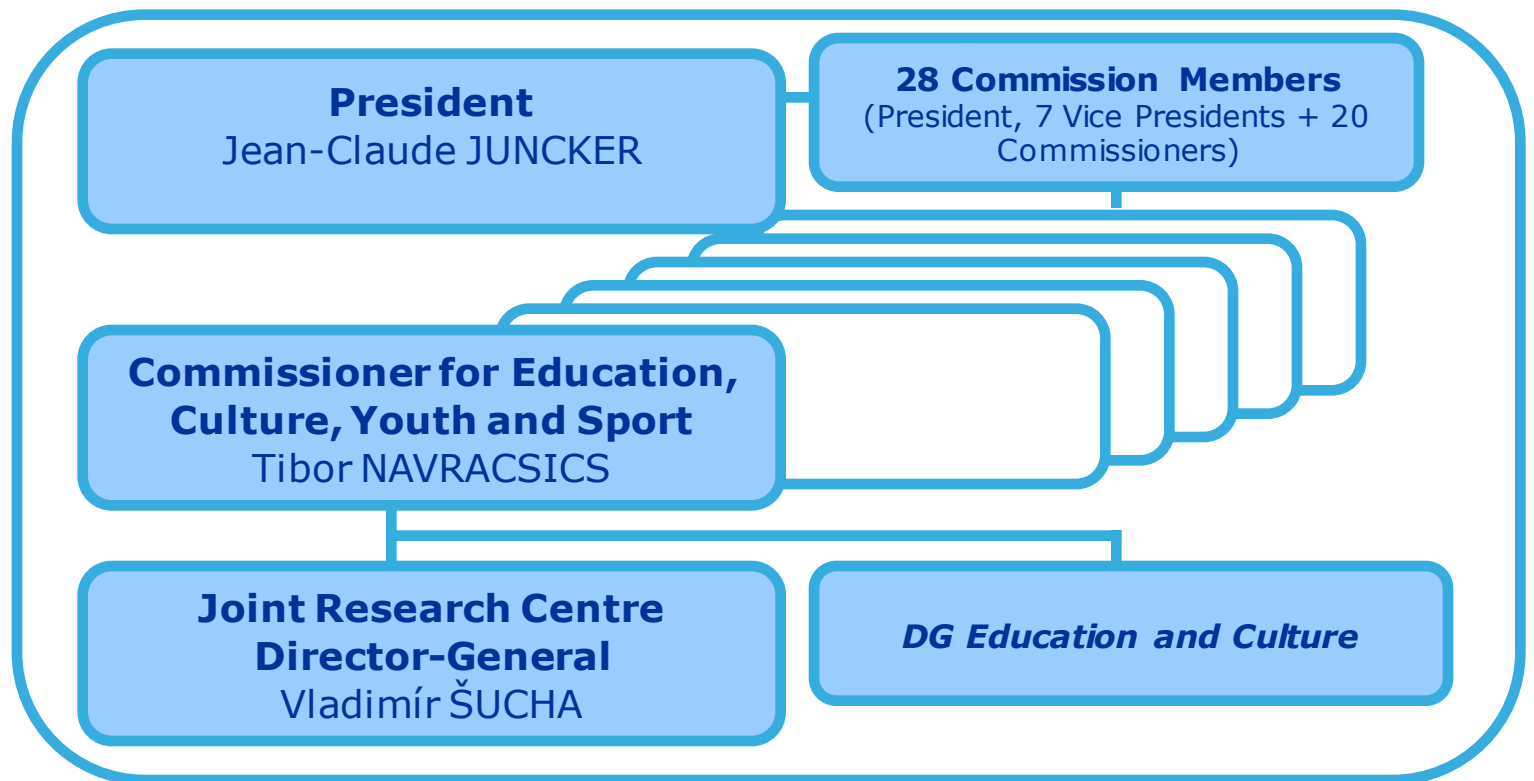 President
Jean-Claude JUNCKER
28 Commission Members
(President, 7 Vice Presidents + 20
Commissioners)
Commissioner for Education,
Culture, Youth and Sport
Tibor NAVRACSICS
Joint Research Centre
Director-General
Vladimír ŠUCHA
DG Education and Culture